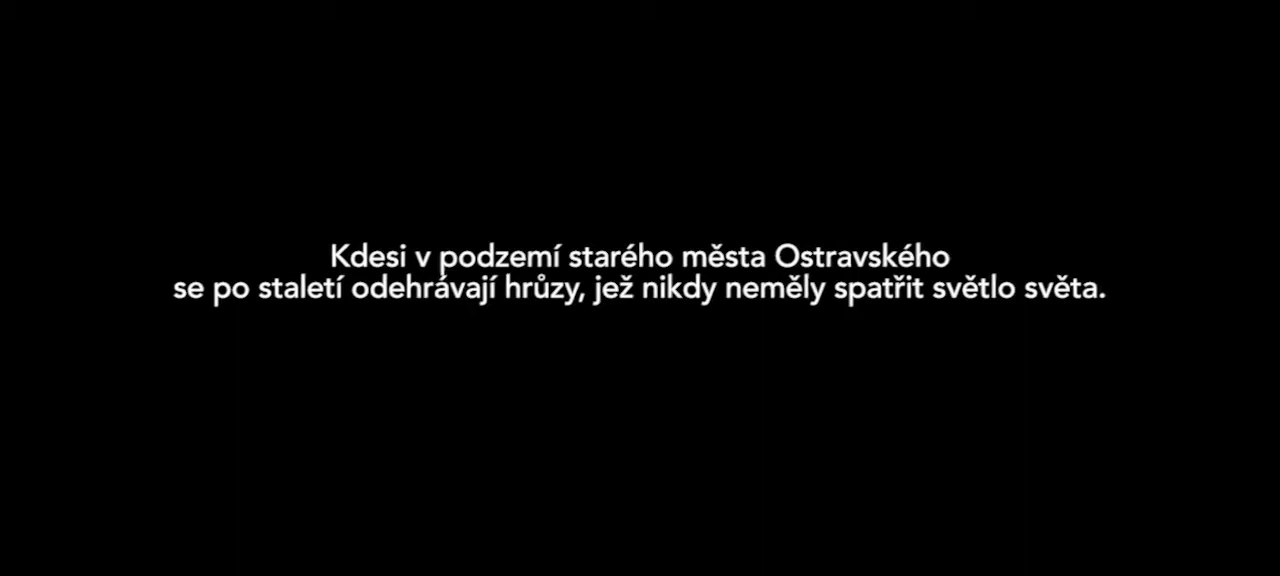 Kdesi v podzemí starého města Ostravského
se po staletí odehrávají hrůzy, jež nikdy neměly spatřit světlo světa.